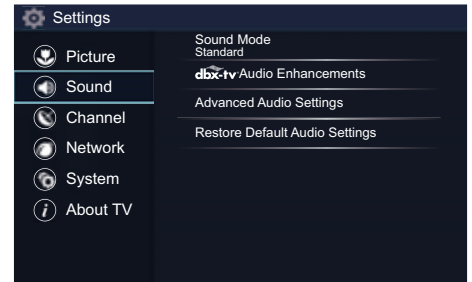 Settings
Picture
Sound
Channel
Network
System
About TV
Sound Mode
Standard
dbx-tv Audio Enhancements
Advanced Audio Settings
Restore Default Audio Settings